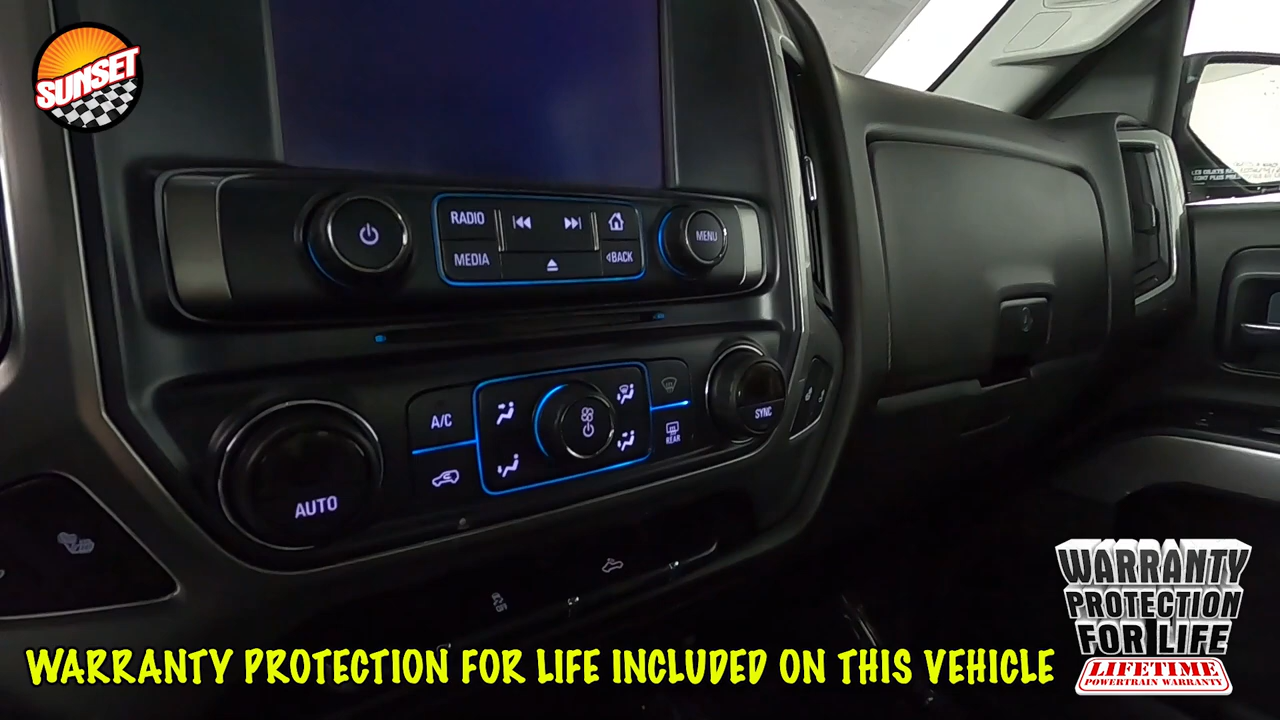 SUNSET
RADIO
MEDIA
BACK
MENU
A/C
AUTO
REAR
SYNC
WARRANTY PROTECTION FOR LIFE INCLUDED ON THIS VEHICLE
WARRANTY
PROTECTION
FOR LIFE
LIFETIME
POWERTRAIN WARRANTY